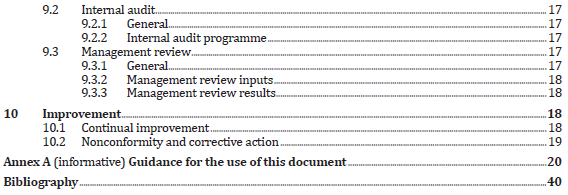 9.2 Internal audit 17
9.2.1 General 17
9.2.2 Internal audit programme 17
9.3 Management review 17
9.3.1 General 17
9.3.2 Management review inputs 18
9.3.3 Management review results 18
10 Improvement 18
10.1 Continual improvement 18
10.2 Nonconformity and corrective action 19
Annex A (informative) Guidance for the use of this document 20
Bibliography 40